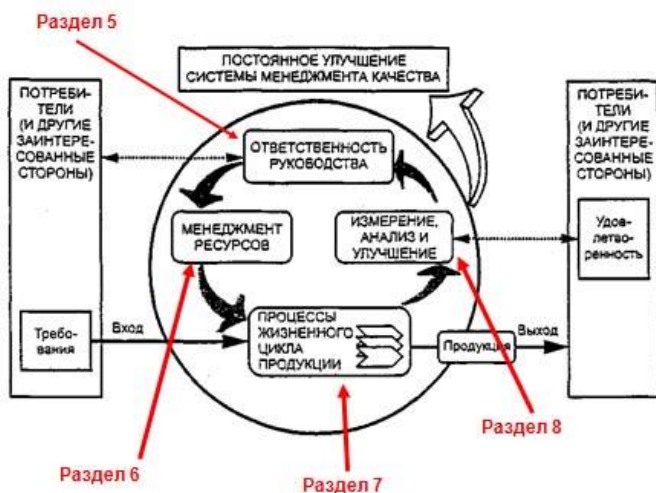 Раздел 5
ПОСТОЯННОЕ УЛУЧШЕНИЕ
СИСТЕМЫ МЕНЕДЖМЕНТА КАЧЕСТВА
ПОТРЕБИ-
ТЕЛИ
(И ДРУГИЕ
ЗАИНТЕРЕ-
СОВАННЫЕ
СТОРОНЫ)
ОТВЕТСТВЕННОСТЬ
РУКОВОДСТВА
МЕНЕДЖМЕНТ
РЕСУРСОВ
ИЗМЕРЕНИЕ,
АНАЛИЗ И
УЛУЧШЕНИЕ
ПОТРЕБИ-
ТЕЛИ
(И ДРУГИЕ
ЗАИНТЕРЕ-
СОВАННЫЕ
СТОРОНЫ)
Удов-
летво-
ренность
Требо-
вания
Вход
ПРОЦЕССЫ
ЖИЗНЕННОГО
ЦИКЛА
ПРОДУКЦИИ
Продукция
Выход
Раздел 6
Раздел 7
Раздел 8